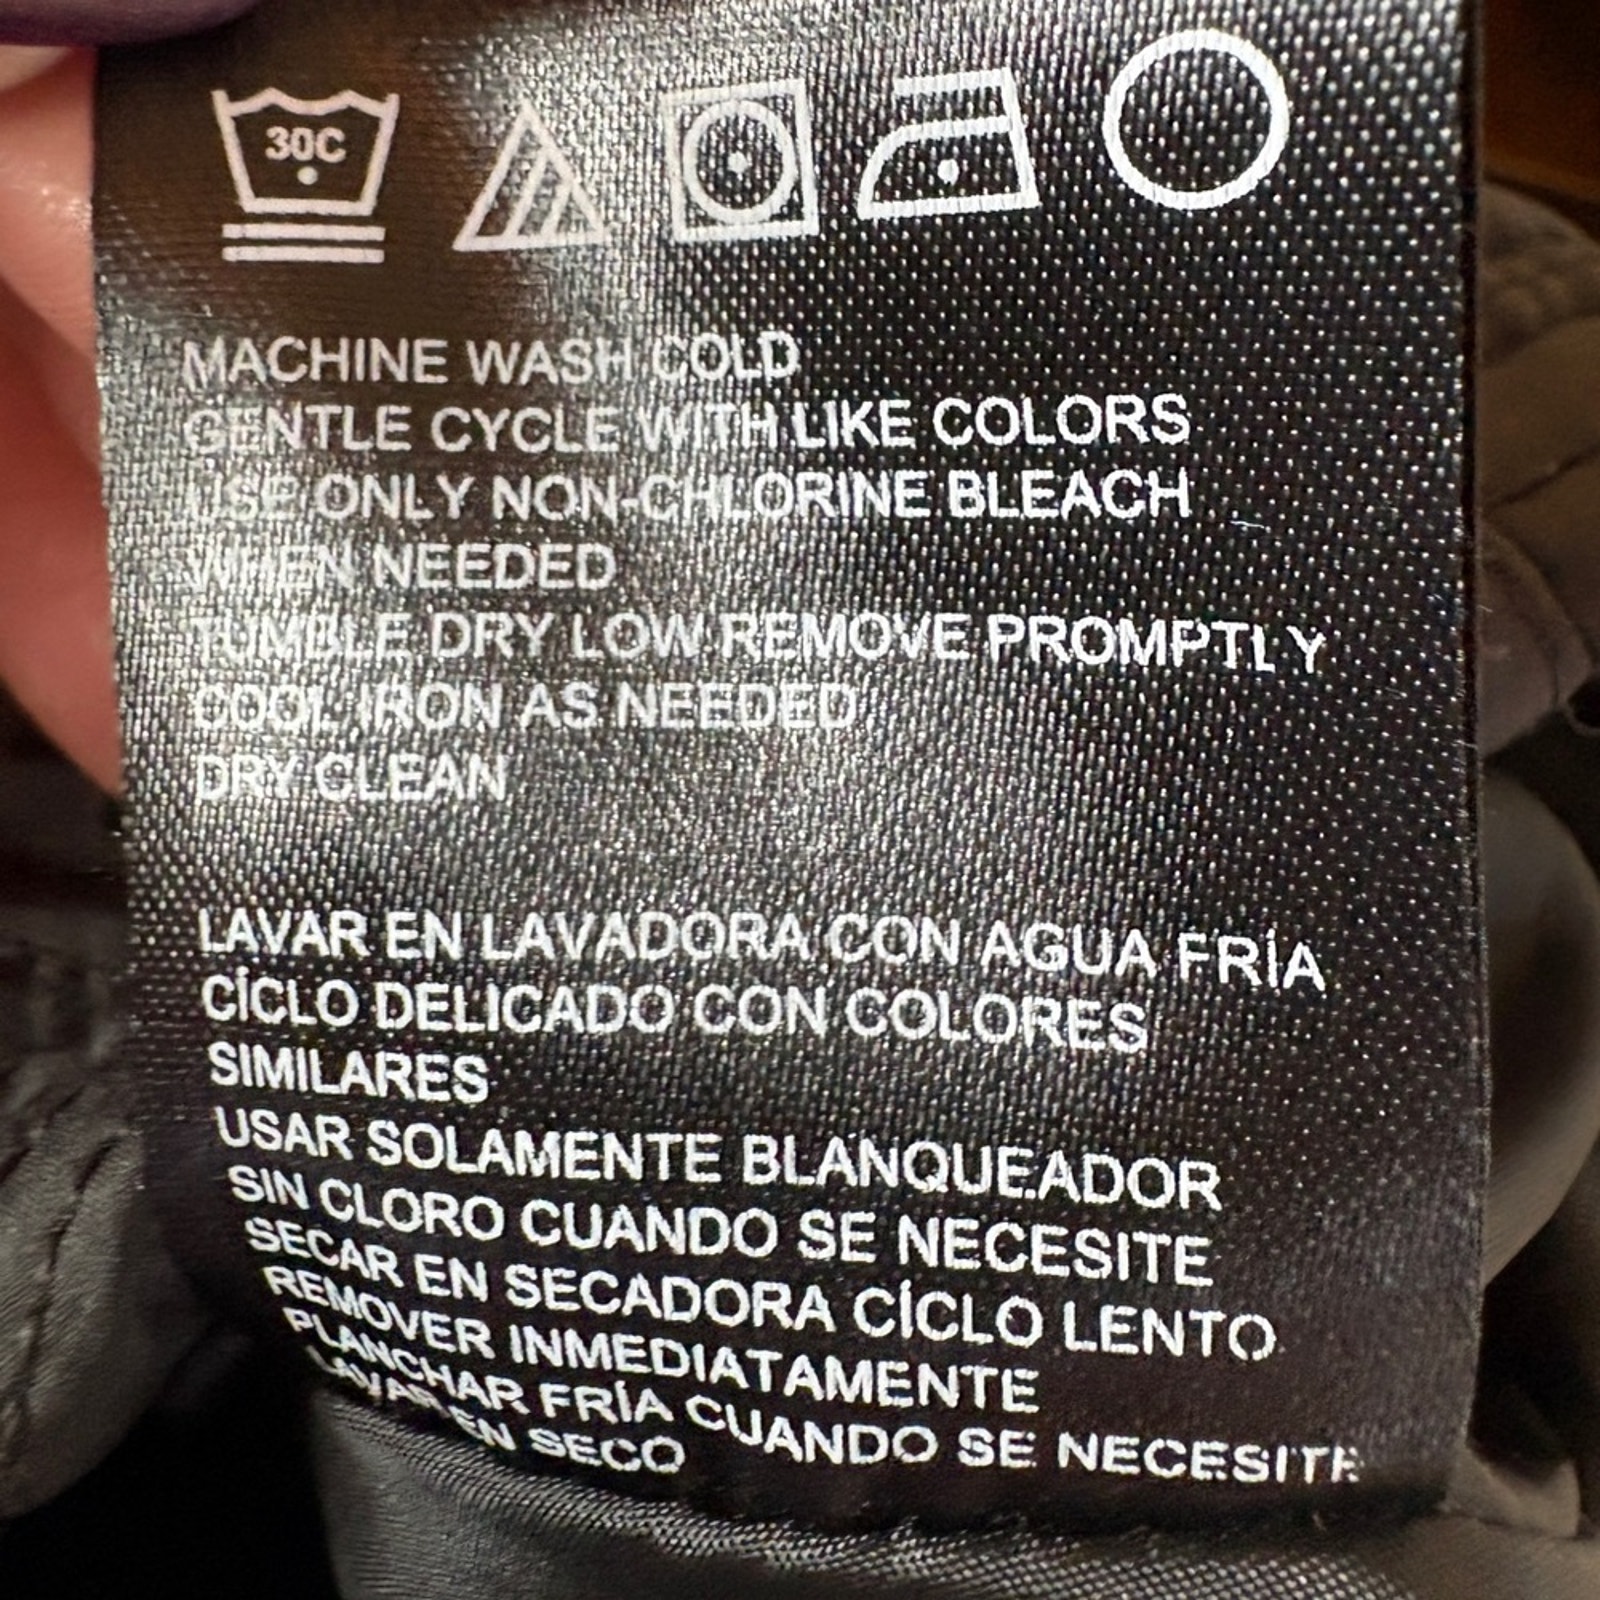 30C
MACHINE WASH COLD
GENTLE CYCLE WITH LIKE COLORS
USE ONLY NON-CHLORINE BLEACH
WHEN NEEDED
TUMBLE DRY LOW REMOVE PROMPTLY
COOL IRON AS NEEDED
DRY CLEAN
LAVAR EN LAVADORA CON AGUA FRÍA
CÍCLO DELICADO CON COLORES
SIMILARES
USAR SOLAMENTE BLANQUEADOR
SIN CLORO CUANDO SE NECESITE
SECAR EN SECADORA CÍCLO LENTO
REMOVER INMEDIATAMENTE
PLANCHAR FRÍA CUANDO SE NECESITE
LAVAR EN SECO